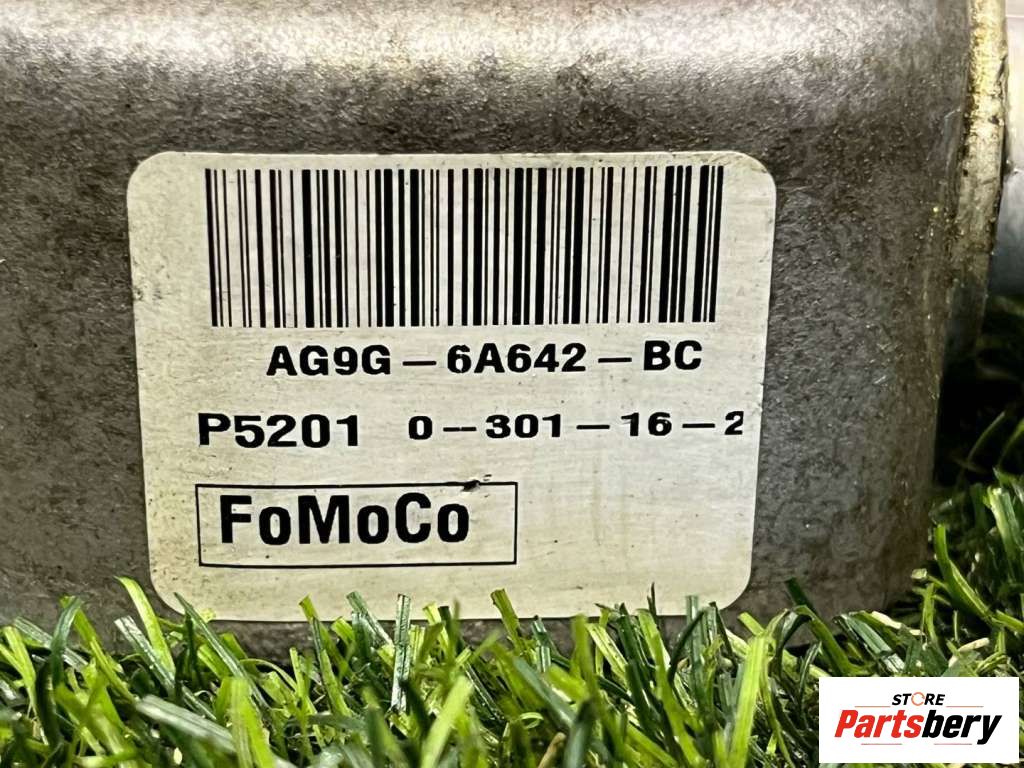 AG9G-6A642-BC
P5201 0-301-16-2
FoMoCo
STORE
Partsbery